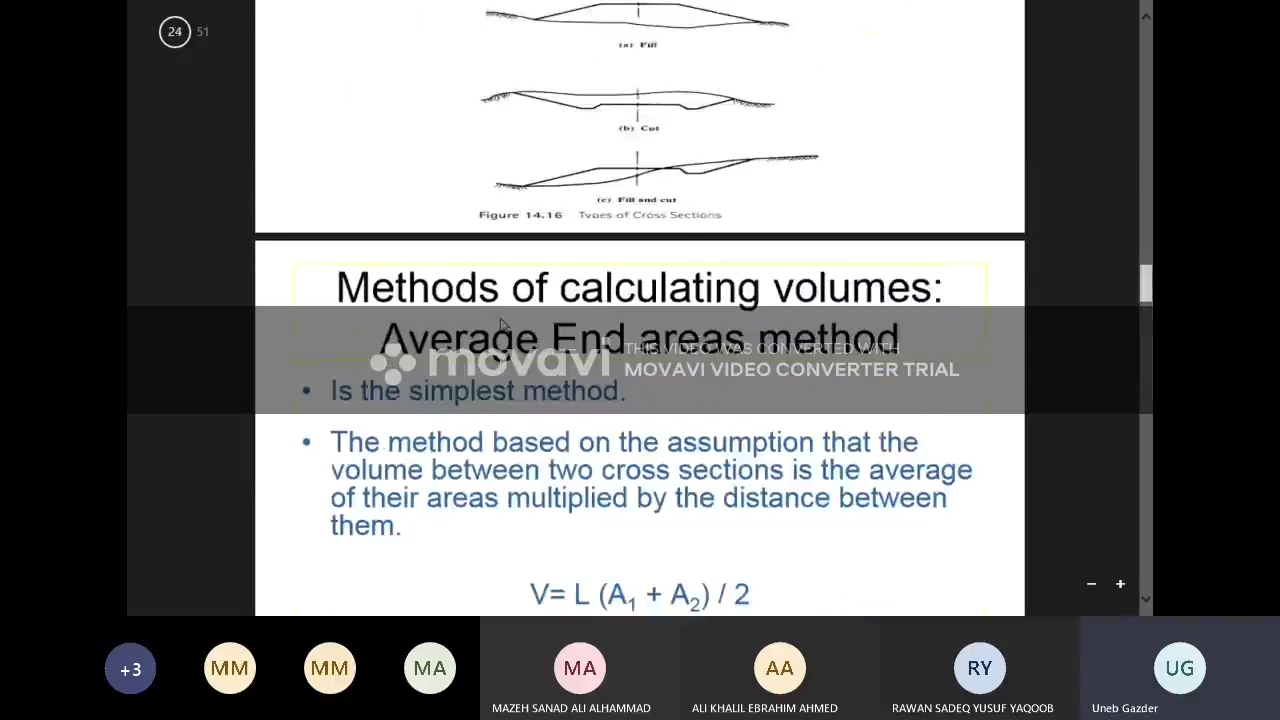 24 51
(a) Fill
(b) Cut
(c) Fill and cut
Figure 14.16 Types of Cross Sections
Methods of calculating volumes:
Average End areas method
movavi
THIS VIDEO WAS CONVERTED WITH
MOVAVI VIDEO CONVERTER TRIAL
• Is the simplest method.
• The method based on the assumption that the
volume between two cross sections is the average
of their areas multiplied by the distance between
them.
V= L (A₁ + A₂) / 2
− +
+3 MM MM MA MA AA RY UG
MAZEH SANAD ALI ALHAMMAD ALI KHALIL EBRAHIM AHMED RAWAN SADEQ YUSUF YAQOOB Uneb Gazder